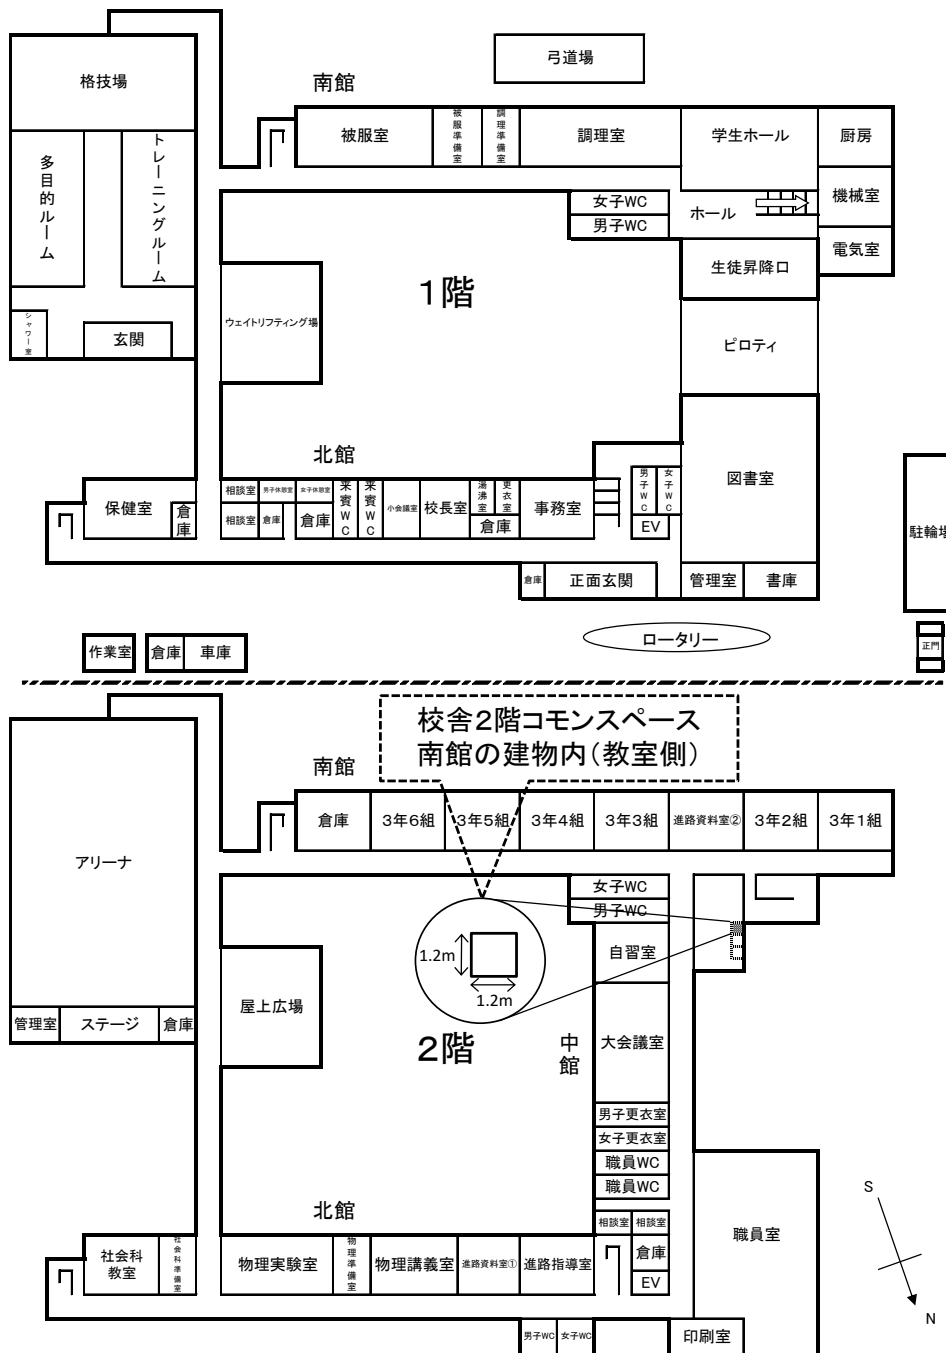 弓道場
格技場
南館
被服室
被服準備室
調理準備室
調理室
学生ホール
厨房
多目的ルーム
トレーニングルーム
女子WC
男子WC
ホール
機械室
電気室
生徒昇降口
1階
ウェイトリフティング場
シャワー室
玄関
ピロティ
北館
保健室
倉庫
相談室
男子休憩室
女子休憩室
相談室
倉庫
倉庫
来賓WC
来賓WC
小会議室
校長室
湯沸室
更衣室
倉庫
事務室
男子WC
女子WC
EV
図書室
駐輪場
倉庫
正面玄関
管理室
書庫
ロータリー
正門
作業室
倉庫
車庫
校舎2階コモンスペース
南館の建物内(教室側)
南館
倉庫
3年6組
3年5組
3年4組
3年3組
進路資料室②
3年2組
3年1組
アリーナ
女子WC
男子WC
自習室
1.2m
1.2m
管理室
ステージ
倉庫
屋上広場
2階
中館
大会議室
男子更衣室
女子更衣室
職員WC
職員WC
北館
相談室
相談室
職員室
社会科
教室
社会科準備室
物理実験室
物理準備室
物理講義室
進路資料室①
進路指導室
倉庫
EV
男子WC
女子WC
印刷室
S
N